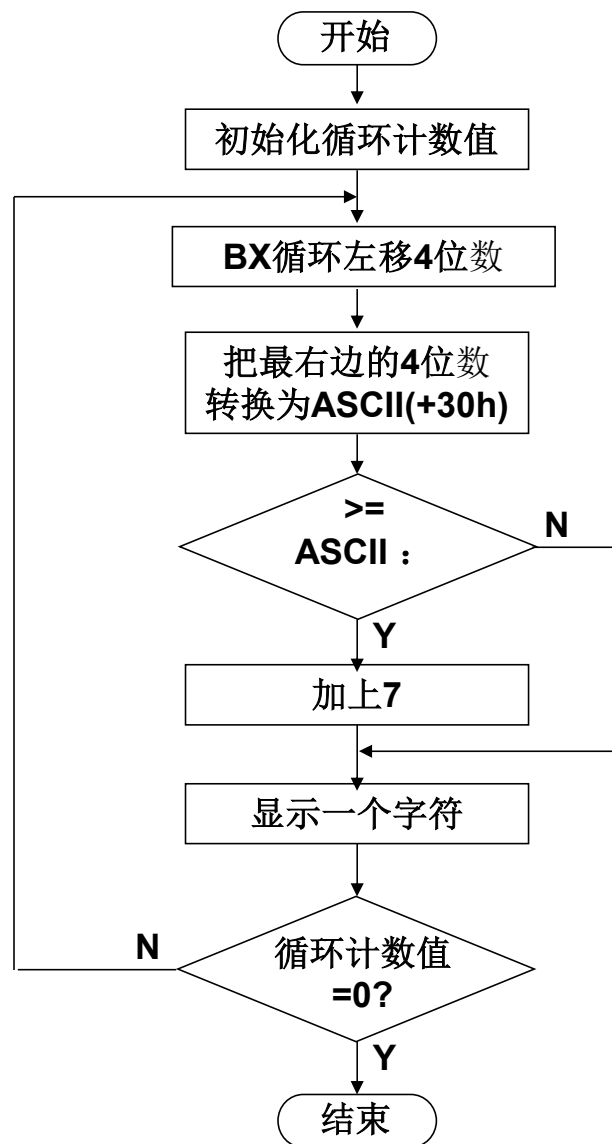 开始
初始化循环计数值
BX循环左移4位数
把最右边的4位数
转换为ASCII(+30h)
>=
ASCII：
N
Y
加上7
显示一个字符
循环计数值
=0?
N
Y
结束